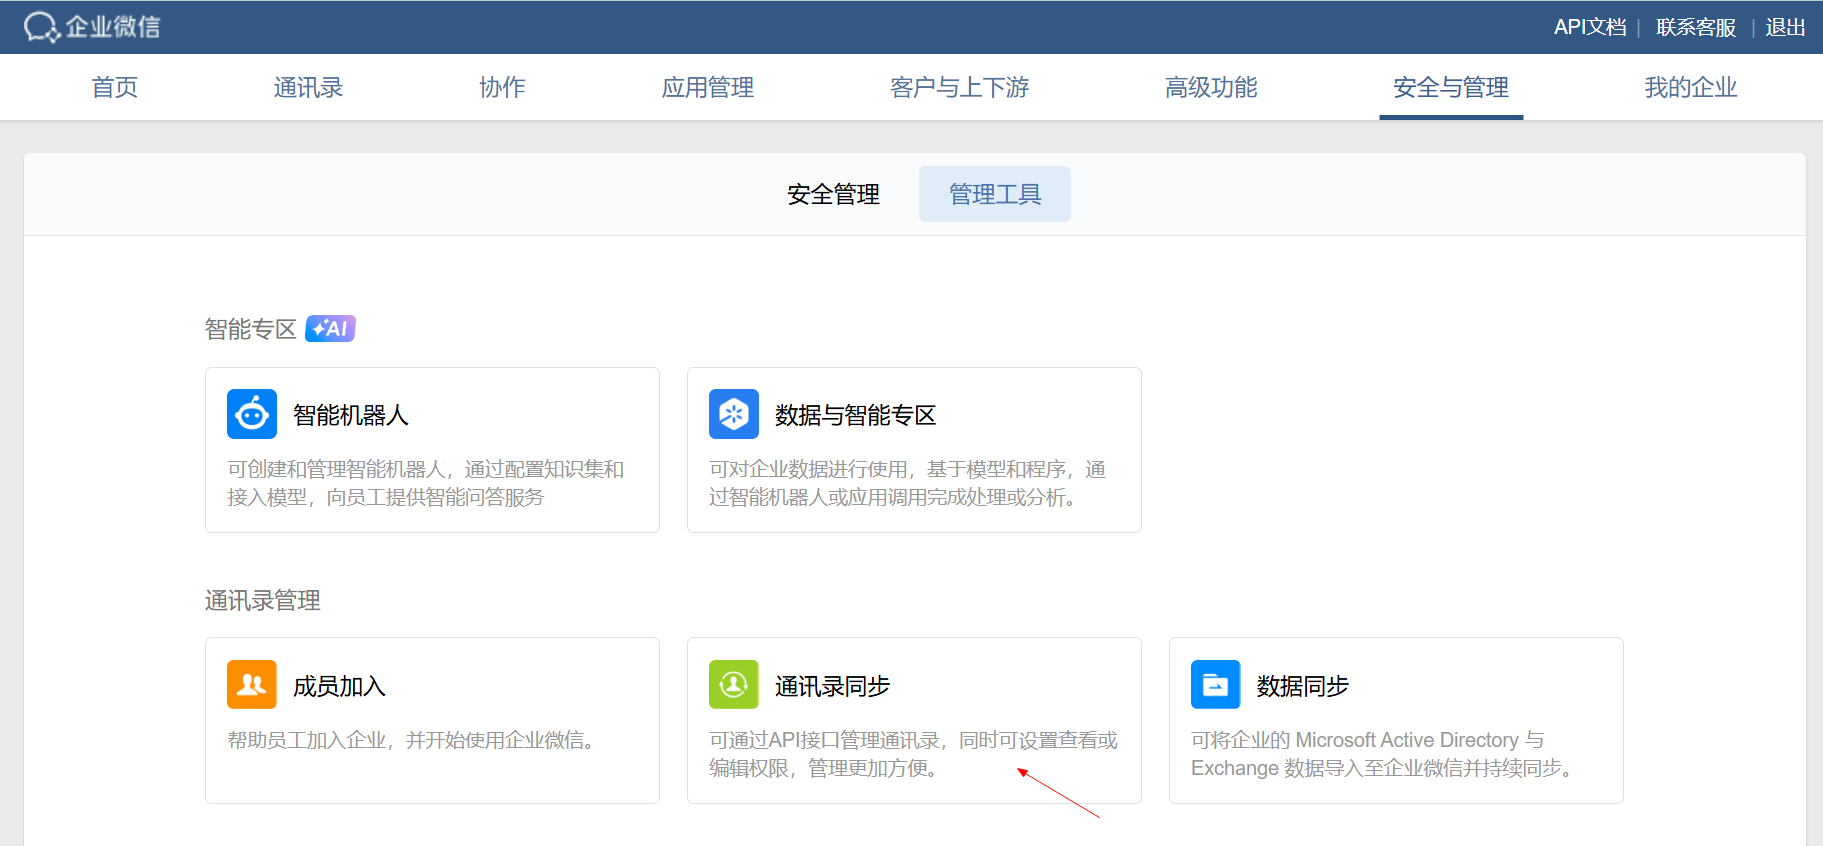 企业微信
API文档 | 联系客服 | 退出
首页 通讯录 协作 应用管理 客户与上下游 高级功能 安全与管理 我的企业
安全管理 管理工具
智能专区 AI
智能机器人
可创建和管理智能机器人，通过配置知识集和
接入模型，向员工提供智能问答服务
数据与智能专区
可对企业数据进行使用，基于模型和程序，通
过智能机器人或应用调用完成处理或分析。
通讯录管理
成员加入
帮助员工加入企业，并开始使用企业微信。
通讯录同步
可通过API接口管理通讯录，同时可设置查看或
编辑权限，管理更加方便。
数据同步
可将企业的 Microsoft Active Directory 与
Exchange 数据导入至企业微信并持续同步。